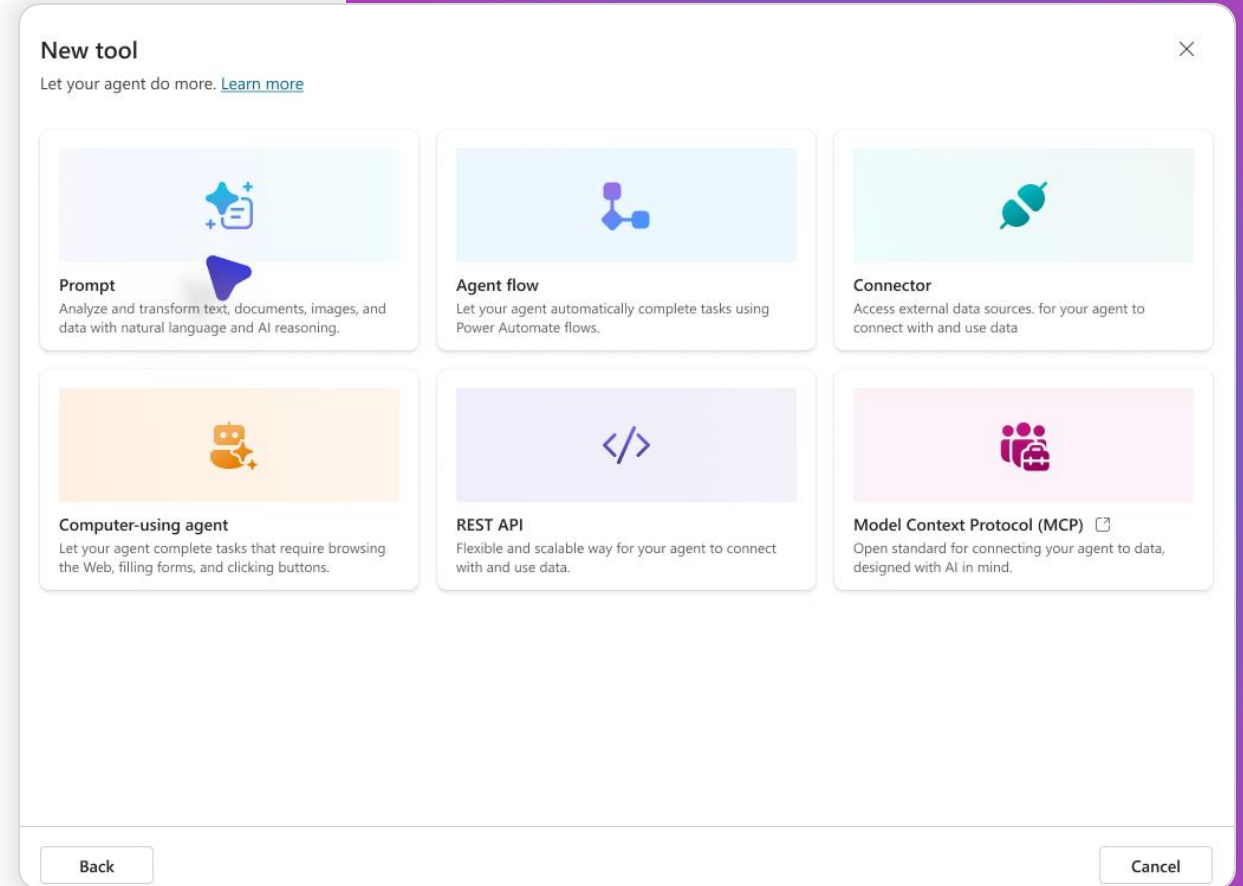 New tool
Let your agent do more. Learn more
Prompt
Analyze and transform text, documents, images, and
data with natural language and AI reasoning.
Agent flow
Let your agent automatically complete tasks using
Power Automate flows.
Connector
Access external data sources. for your agent to
connect with and use data
Computer-using agent
Let your agent complete tasks that require browsing
the Web, filling forms, and clicking buttons.
REST API
Flexible and scalable way for your agent to connect
with and use data.
Model Context Protocol (MCP)
Open standard for connecting your agent to data,
designed with AI in mind.
Back
Cancel